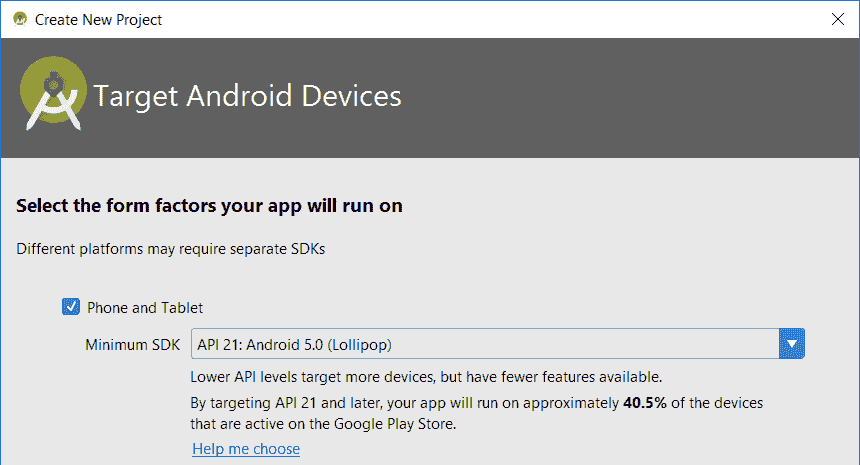 Create New Project
Target Android Devices
Select the form factors your app will run on
Different platforms may require separate SDKs
Phone and Tablet
Minimum SDK API 21: Android 5.0 (Lollipop)
Lower API levels target more devices, but have fewer features available.
By targeting API 21 and later, your app will run on approximately 40.5% of the devices
that are active on the Google Play Store.
Help me choose